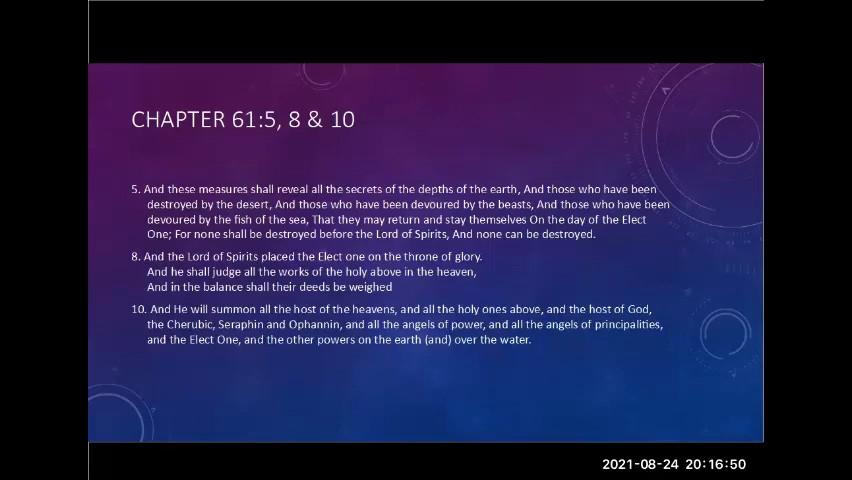 CHAPTER 61:5, 8 & 10
5. And these measures shall reveal all the secrets of the depths of the earth, And those who have been
destroyed by the desert, And those who have been devoured by the beasts, And those who have been
devoured by the fish of the sea, That they may return and stay themselves On the day of the Elect
One; For none shall be destroyed before the Lord of Spirits, And none can be destroyed.
8. And the Lord of Spirits placed the Elect one on the throne of glory.
And he shall judge all the works of the holy above in the heaven,
And in the balance shall their deeds be weighed
10. And He will summon all the host of the heavens, and all the holy ones above, and the host of God,
the Cherubic, Seraphin and Ophannin, and all the angels of power, and all the angels of principalities,
and the Elect One, and the other powers on the earth (and) over the water.
2021-08-24 20:16:50